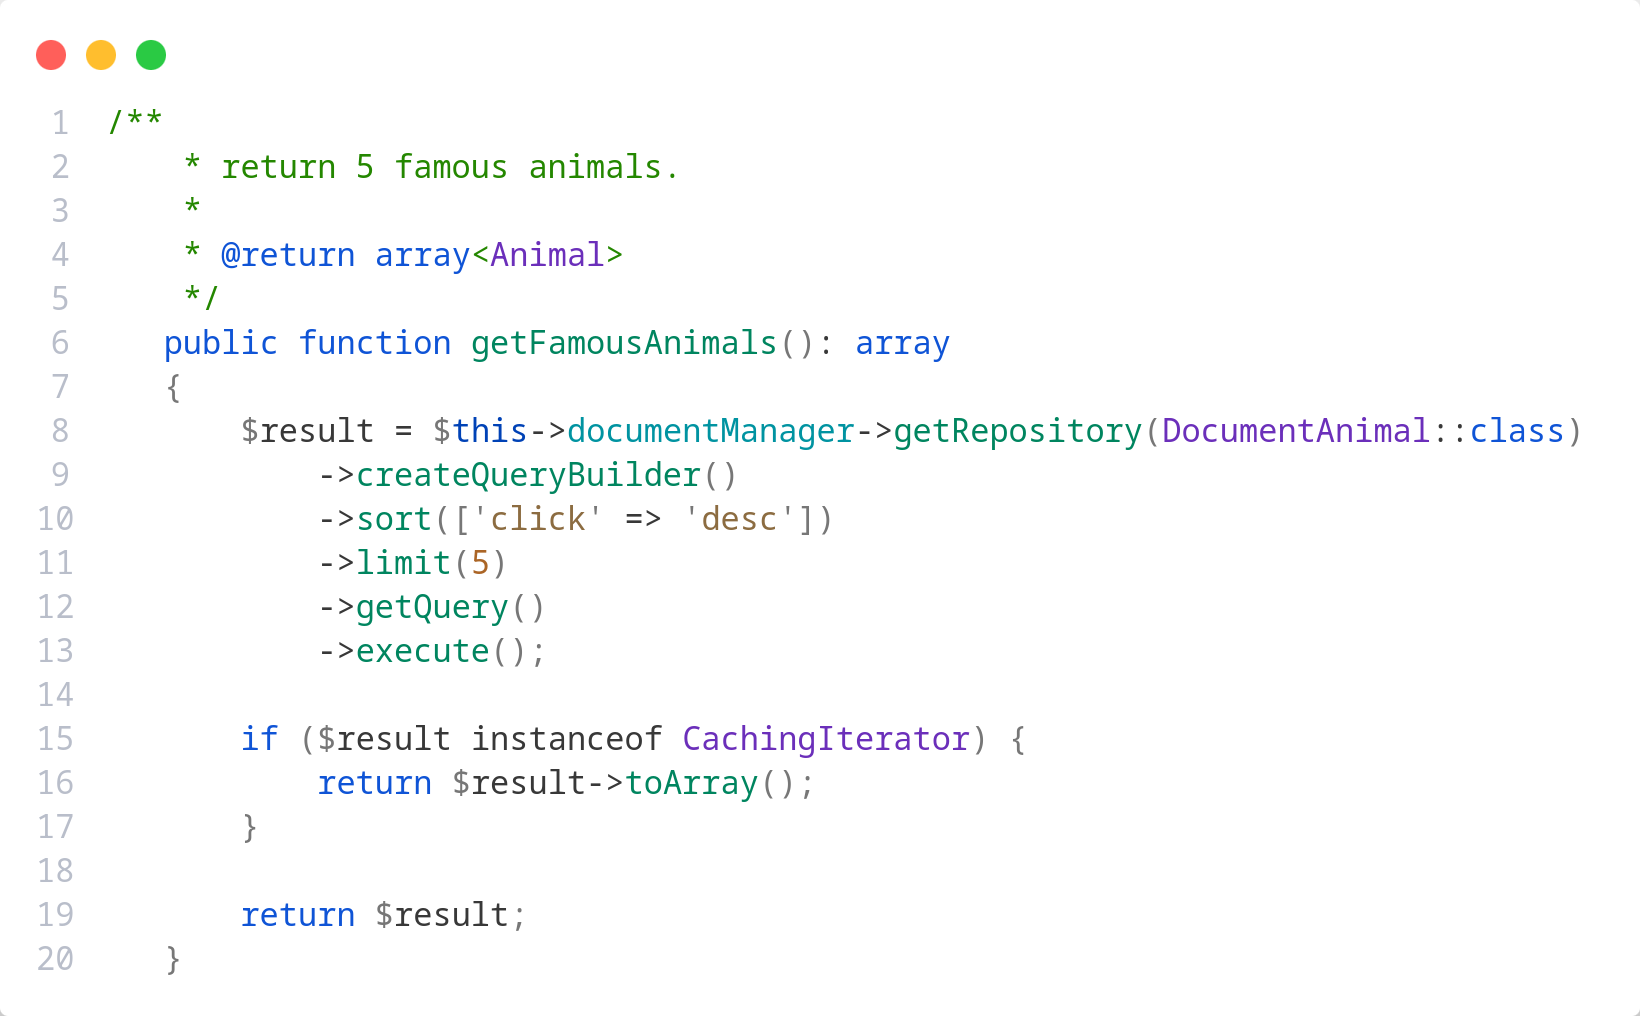 1 /**
2     * return 5 famous animals.
3     *
4     * @return array<Animal>
5     */
6    public function getFamousAnimals(): array
7    {
8        $result = $this->documentManager->getRepository(DocumentAnimal::class)
9            ->createQueryBuilder()
10            ->sort(['click' => 'desc'])
11            ->limit(5)
12            ->getQuery()
13            ->execute();
14
15        if ($result instanceof CachingIterator) {
16            return $result->toArray();
17        }
18
19        return $result;
20    }